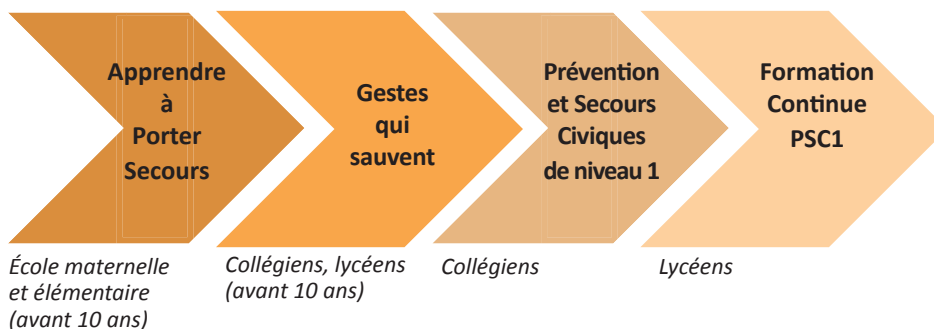 Apprendre
à
Porter
Secours
Gestes
qui
sauvent
Prévention
et Secours
Civiques
de niveau 1
Formation
Continue
PSC1
École maternelle
et élémentaire
(avant 10 ans)
Collégiens, lycéens
(avant 10 ans)
Collégiens
Lycéens